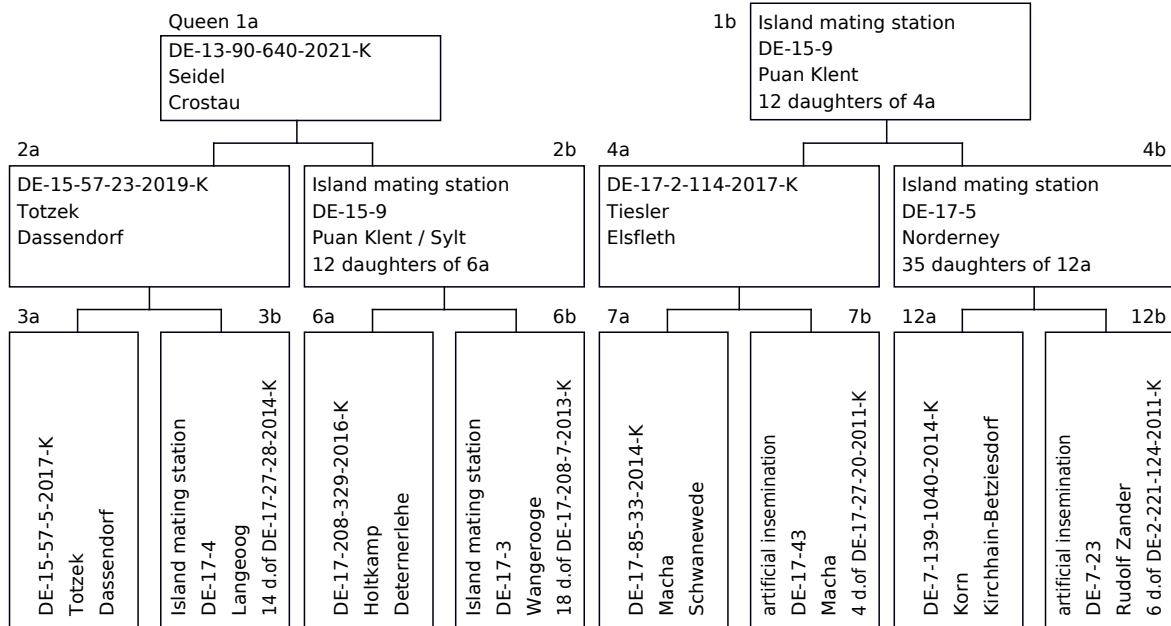 Queen 1a
DE-13-90-640-2021-K
Seidel
Crostau
1b
Island mating station
DE-15-9
Puan Klent
12 daughters of 4a
2a
DE-15-57-23-2019-K
Totzek
Dassendorf
2b
Island mating station
DE-15-9
Puan Klent / Sylt
12 daughters of 6a
4a
DE-17-2-114-2017-K
Tiesler
Elsfleth
4b
Island mating station
DE-17-5
Norderney
35 daughters of 12a
3a
DE-15-57-5-2017-K
Totzek
Dassendorf
3b
Island mating station
DE-17-4
Langeoog
14 d.of DE-17-27-28-2014-K
6a
DE-17-208-329-2016-K
Holtkamp
Deternerlehe
6b
Island mating station
DE-17-3
Wangerooge
18 d.of DE-17-208-7-2013-K
7a
DE-17-85-33-2014-K
Macha
Schwanewede
7b
artificial insemination
DE-17-43
Macha
4 d.of DE-17-27-20-2011-K
12a
DE-7-139-1040-2014-K
Korn
Kirchhain-Betziesdorf
12b
artificial insemination
DE-7-23
Rudolf Zander
6 d.of DE-2-221-124-2011-K